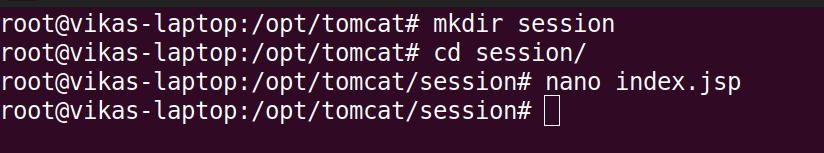 root@vikas-laptop:/opt/tomcat# mkdir session
root@vikas-laptop:/opt/tomcat# cd session/
root@vikas-laptop:/opt/tomcat/session# nano index.jsp
root@vikas-laptop:/opt/tomcat/session#